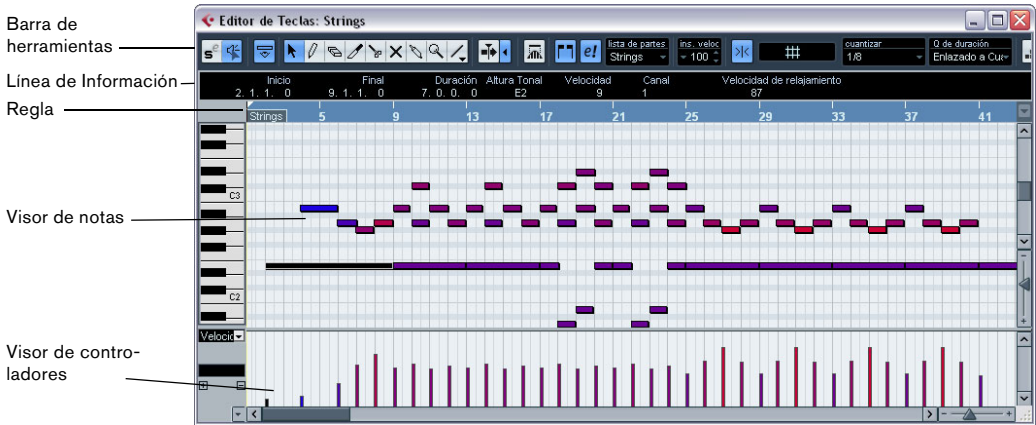 Editor de Teclas: Strings
Barra de
herramientas
lista de partes
Strings
ins. veloc
100
cuantizar
1/8
Q de duración
Enlazado a Cua
Línea de Información
Inicio Final Duración Altura Tonal Velocidad Canal Velocidad de relajamiento
2. 1. 1. 0 9. 1. 1. 0 7. 0. 0. 0 E2 9 1 87
Regla
Strings 5 9 13 17 21 25 29 33 37 41
C3
Visor de notas
C2
Velocid
Visor de contro-
ladores